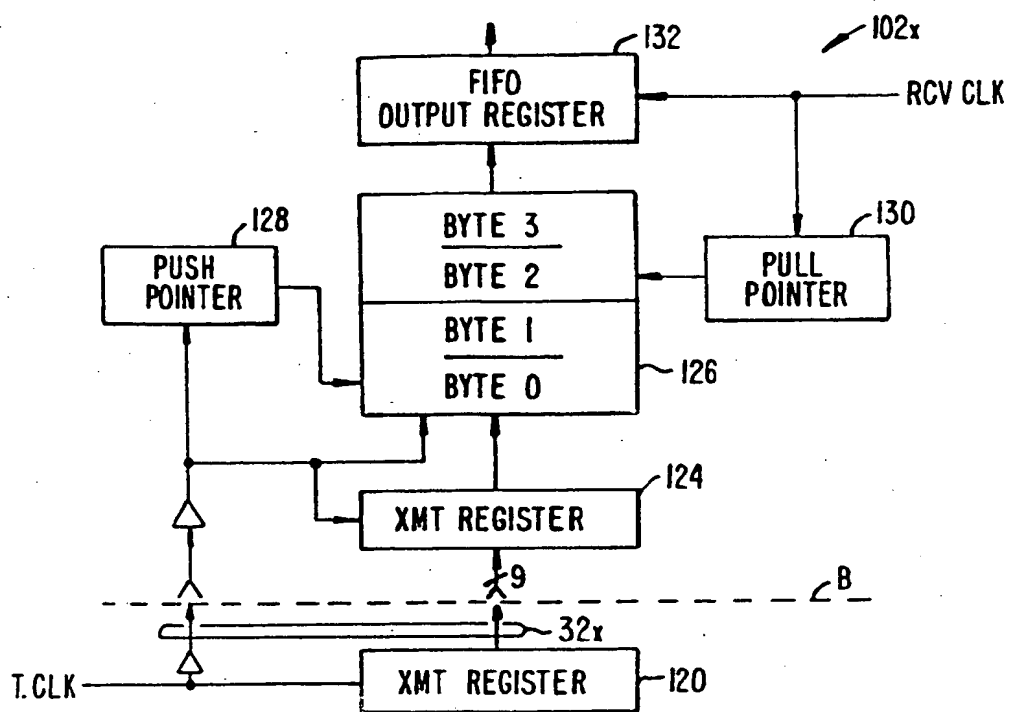 132
102x
FIFO
OUTPUT REGISTER
RCV CLK
128
PUSH
POINTER
BYTE 3
BYTE 2
BYTE 1
BYTE 0
130
PULL
POINTER
126
124
XMT REGISTER
9
B
32x
T. CLK
XMT REGISTER
120